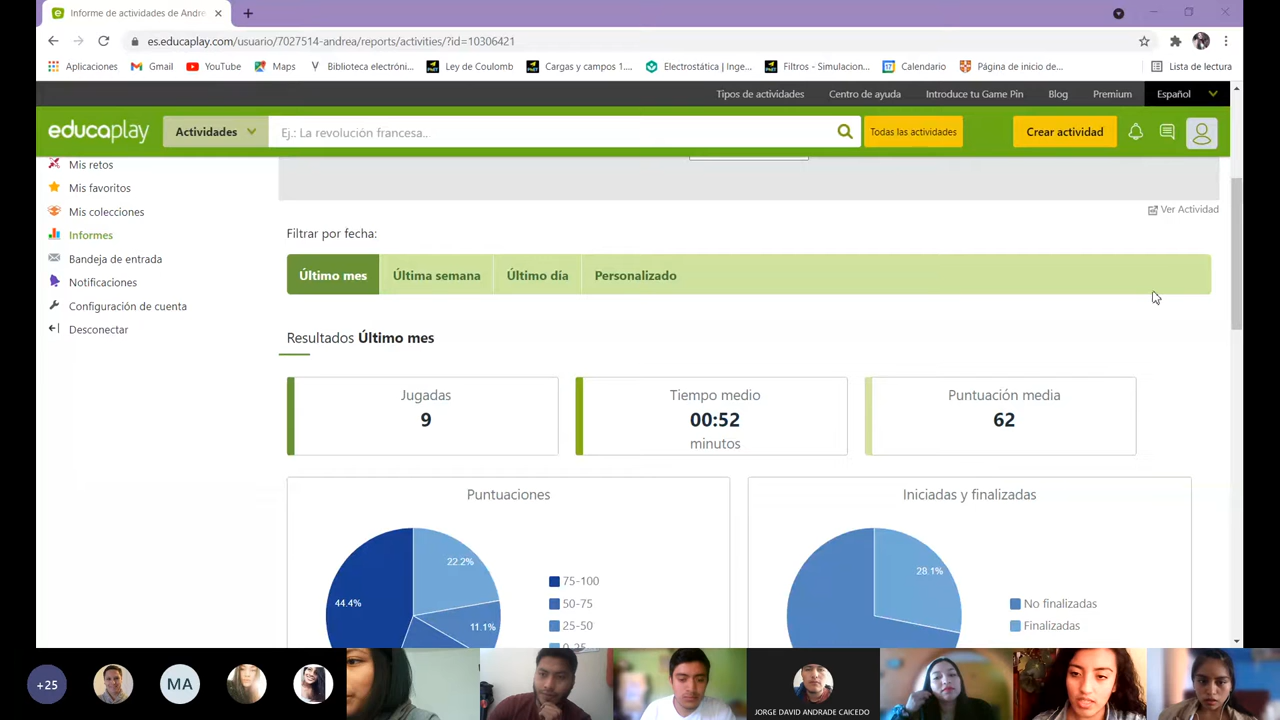 Informe de actividades de Andre
es.educaplay.com/usuario/7027514-andrea/reports/activities/?id=10306421
Aplicaciones
Gmail
YouTube
Maps
Biblioteca electróni...
Ley de Coulomb
Cargas y campos 1....
Electrostática | Inge...
Filtros - Simulacion...
Calendario
Página de inicio de...
Lista de lectura
Tipos de actividades
Centro de ayuda
Introduce tu Game Pin
Blog
Premium
Español
educaplay
Actividades
Ej.: La revolución francesa...
Todas las actividades
Crear actividad
Mis retos
Mis favoritos
Mis colecciones
Informes
Bandeja de entrada
Notificaciones
Configuración de cuenta
Desconectar
Ver Actividad
Filtrar por fecha:
Último mes
Última semana
Último día
Personalizado
Resultados Último mes
Jugadas
9
Tiempo medio
00:52
minutos
Puntuación media
62
Puntuaciones
22.2%
44.4%
11.1%
75-100
50-75
25-50
0-25
Iniciadas y finalizadas
28.1%
No finalizadas
Finalizadas
+25
MA
JORGE DAVID ANDRADE CAICEDO